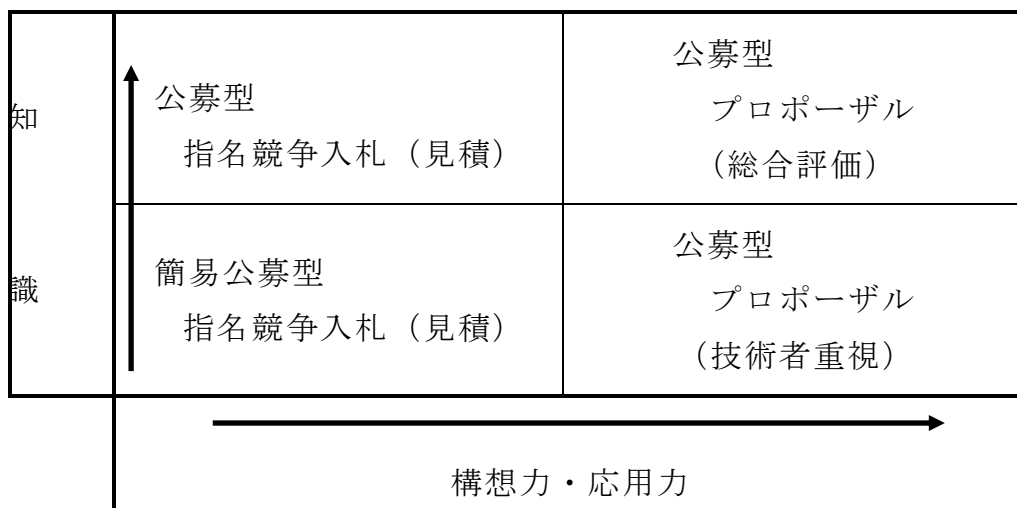 知
識
公募型
指名競争入札（見積）
公募型
プロポーザル
（総合評価）
簡易公募型
指名競争入札（見積）
公募型
プロポーザル
（技術者重視）
構想力・応用力